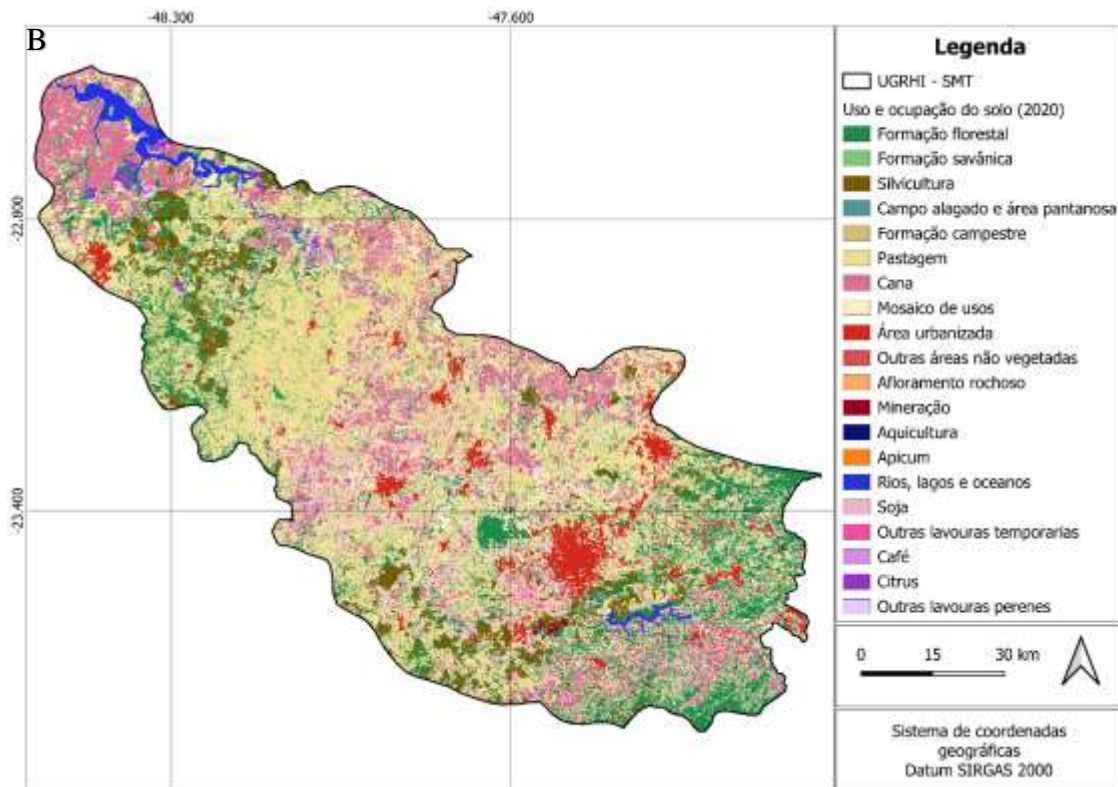 -48.300
-47.600
B
-22.800
-23.400
Legenda
UGRHI - SMT
Uso e ocupação do solo (2020)
Formação florestal
Formação savânica
Silvicultura
Campo alagado e área pantanosa
Formação campestre
Pastagem
Cana
Mosaico de usos
Área urbanizada
Outras áreas não vegetadas
Afloramento rochoso
Mineração
Aquicultura
Apicum
Rios, lagos e oceanos
Soja
Outras lavouras temporarias
Café
Citrus
Outras lavouras perenes
0 15 30 km
Sistema de coordenadas
geográficas
Datum SIRGAS 2000